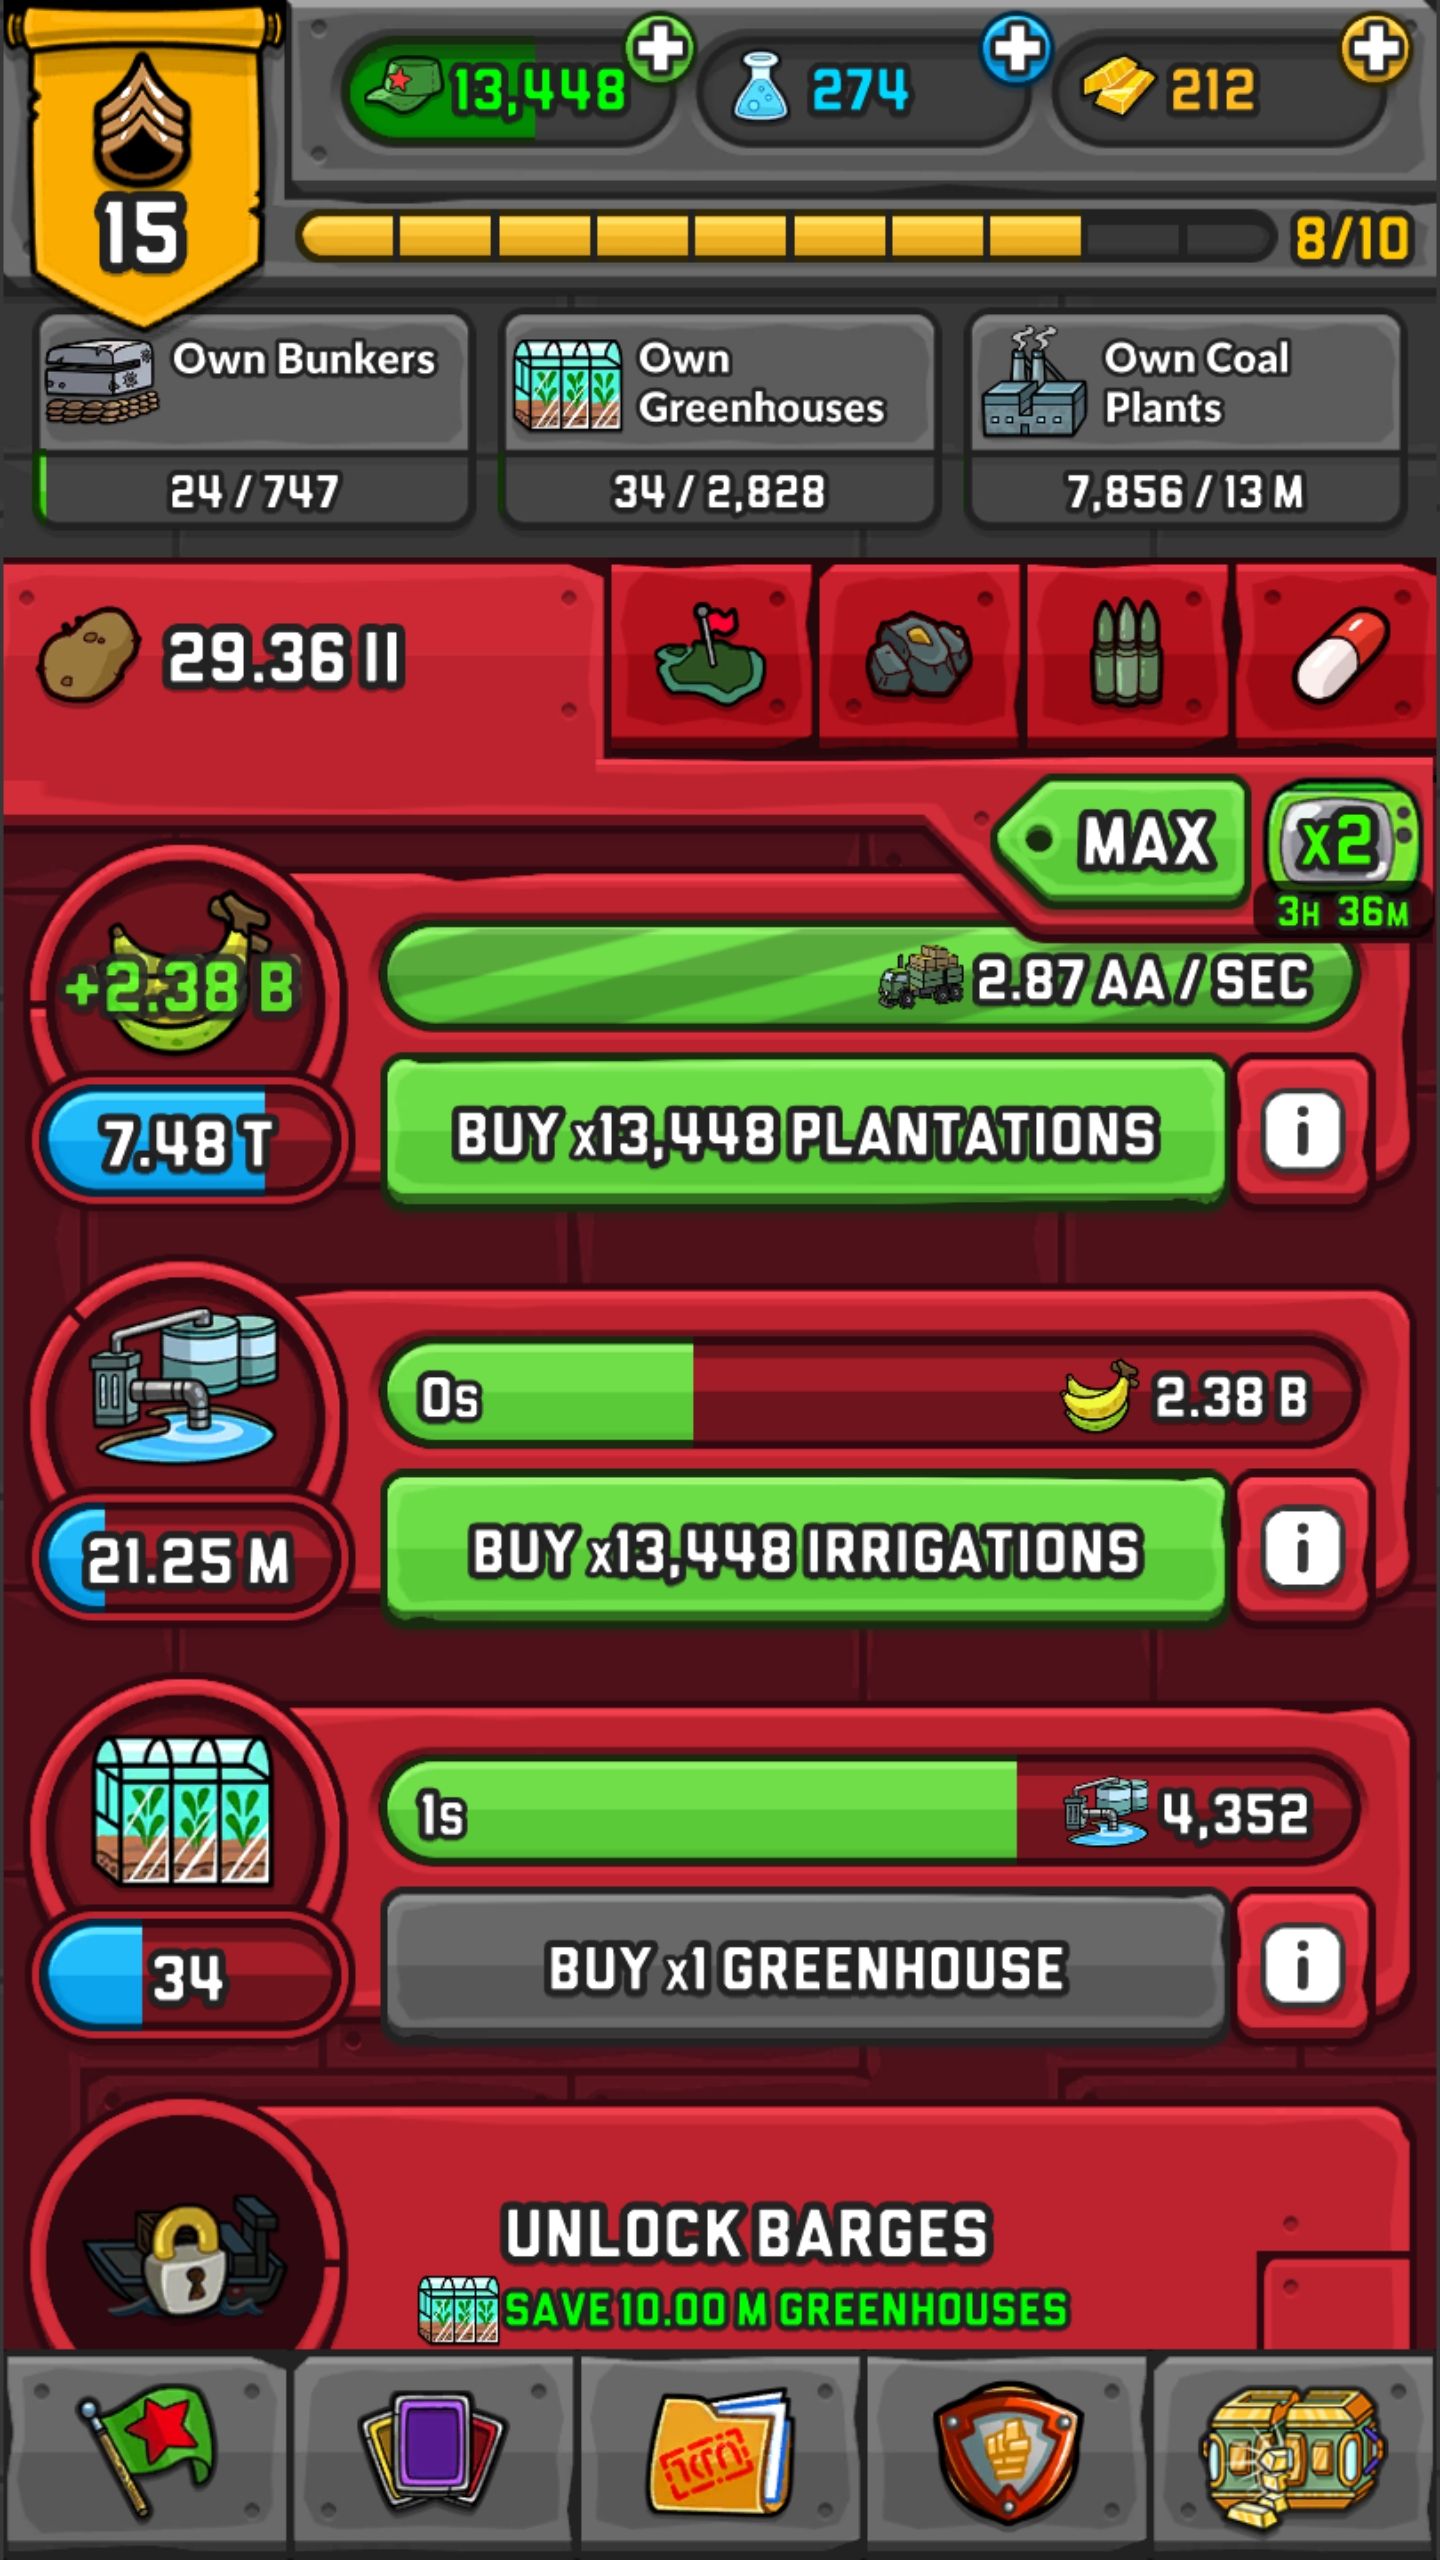 13,448
274
212
15
8/10
Own Bunkers
24 / 747
Own
Greenhouses
34 / 2,828
Own Coal
Plants
7,856 / 13 M
29.36 II
MAX
x2
3H 36M
+2.38 B
2.87 AA / SEC
7.48 T
BUY x13,448 PLANTATIONS
i
0s
2.38 B
21.25 M
BUY x13,448 IRRIGATIONS
i
1s
4,352
34
BUY x1 GREENHOUSE
i
UNLOCK BARGES
SAVE 10.00 M GREENHOUSES